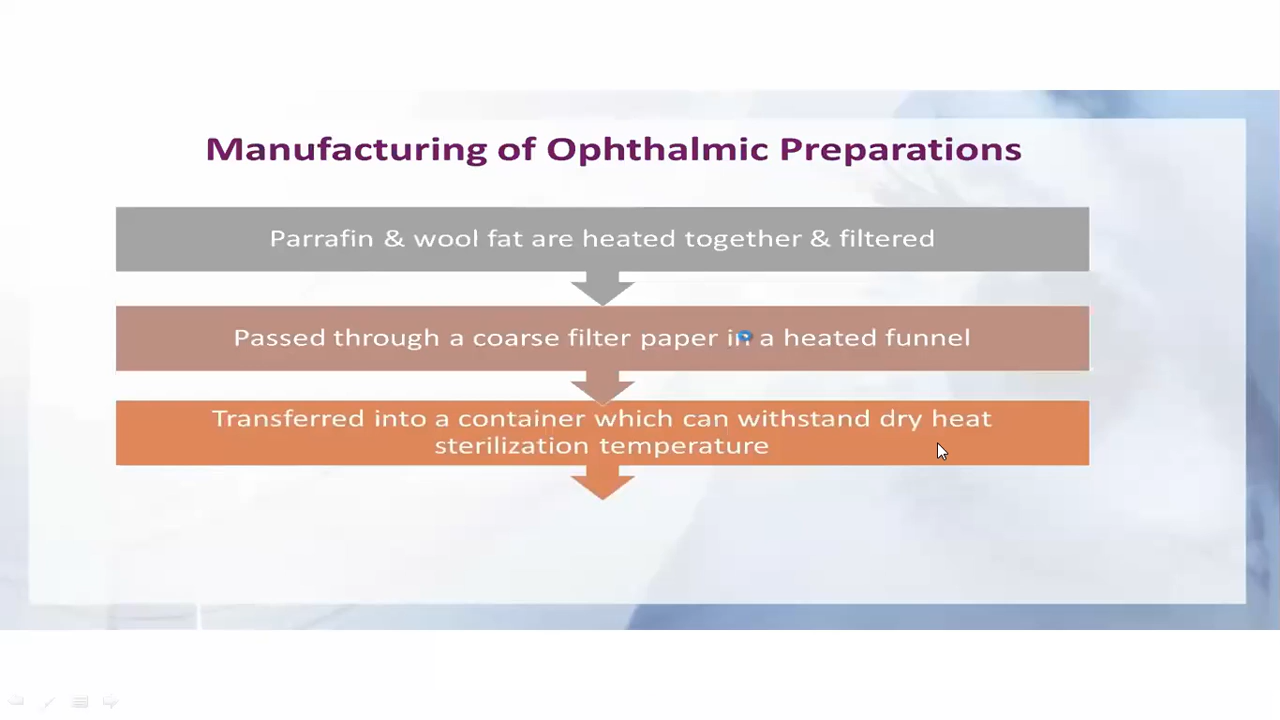 Manufacturing of Ophthalmic Preparations
Parrafin & wool fat are heated together & filtered
Passed through a coarse filter paper in a heated funnel
Transferred into a container which can withstand dry heat
sterilization temperature